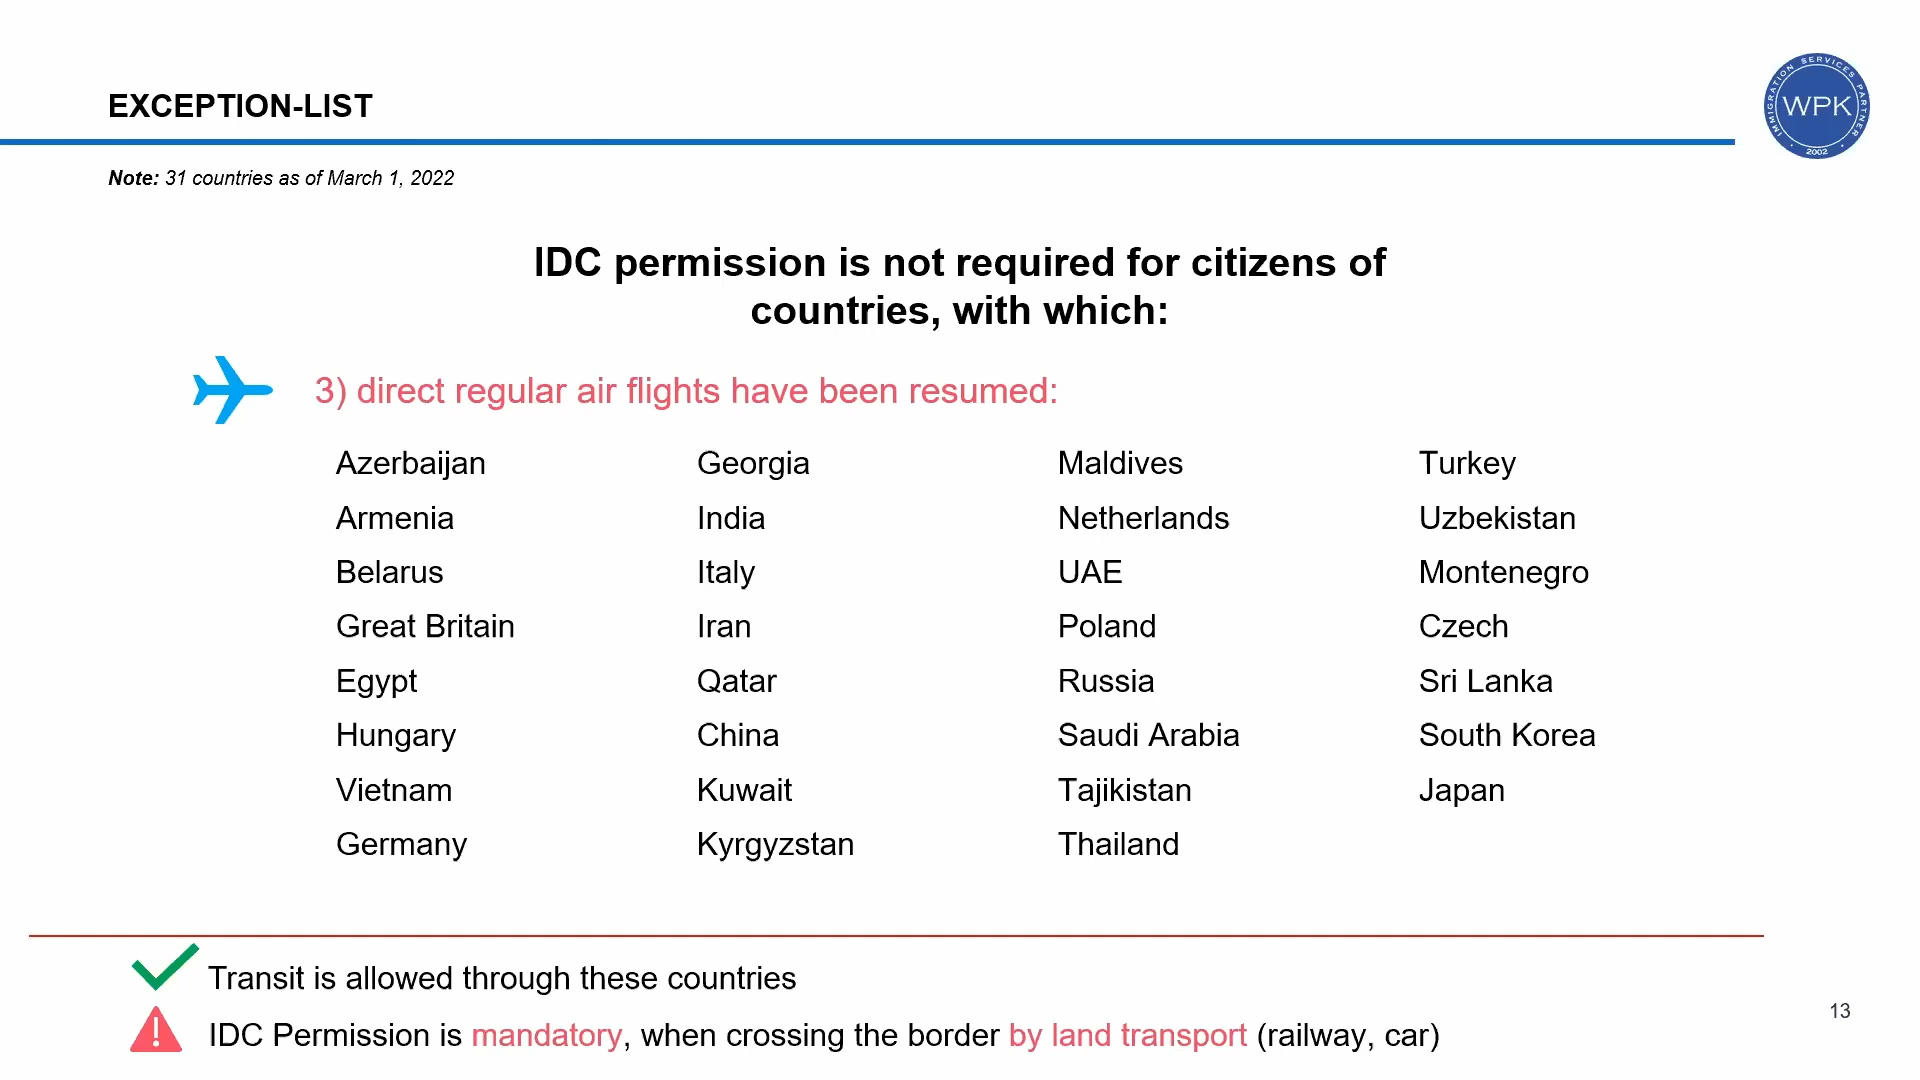 EXCEPTION-LIST
IMMIGRATION SERVICES PARTNER
WPK
2002
Note: 31 countries as of March 1, 2022
IDC permission is not required for citizens of
countries, with which:
3) direct regular air flights have been resumed:
Azerbaijan Georgia Maldives Turkey
Armenia India Netherlands Uzbekistan
Belarus Italy UAE Montenegro
Great Britain Iran Poland Czech
Egypt Qatar Russia Sri Lanka
Hungary China Saudi Arabia South Korea
Vietnam Kuwait Tajikistan Japan
Germany Kyrgyzstan Thailand
Transit is allowed through these countries
13
IDC Permission is mandatory, when crossing the border by land transport (railway, car)